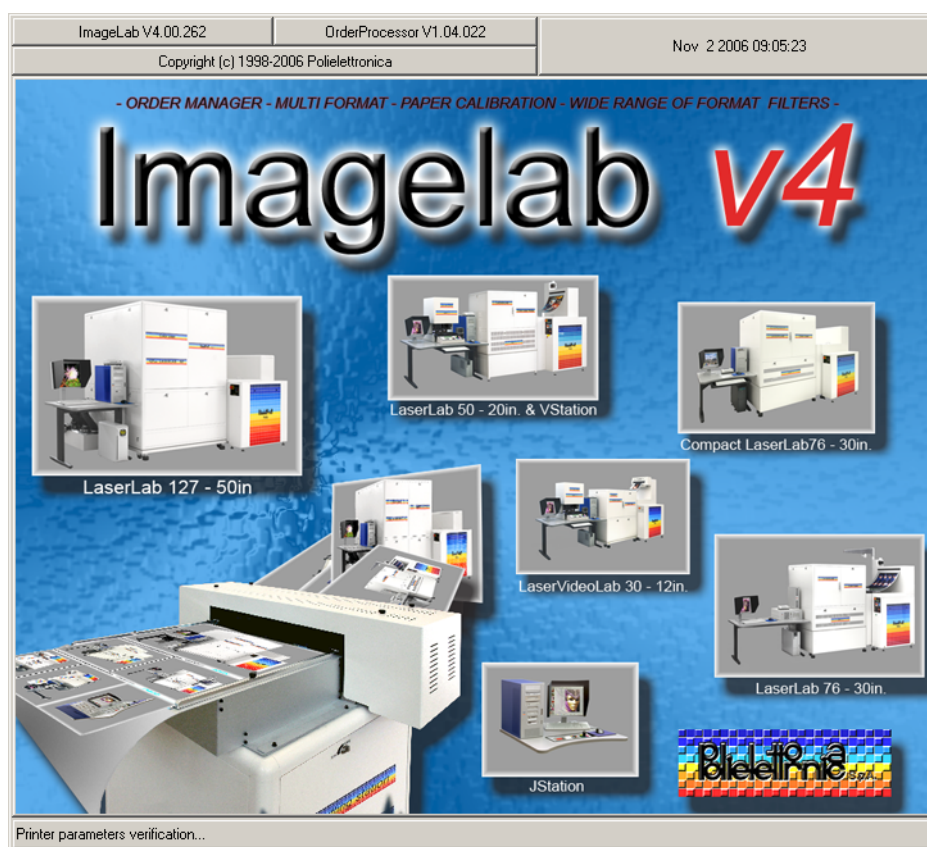 ImageLab V4.00.262
OrderProcessor V1.04.022
Nov 2 2006 09:05:23
Copyright (c) 1998-2006 Polielettronica
- ORDER MANAGER - MULTI FORMAT - PAPER CALIBRATION - WIDE RANGE OF FORMAT FILTERS -
Imagelab v4
LaserLab 50 - 20in. & VStation
Compact LaserLab76 - 30in.
LaserLab 127 - 50in
LaserVideoLab 30 - 12in.
LaserLab 76 - 30in.
JStation
Polielettronica S.p.A.
Printer parameters verification...